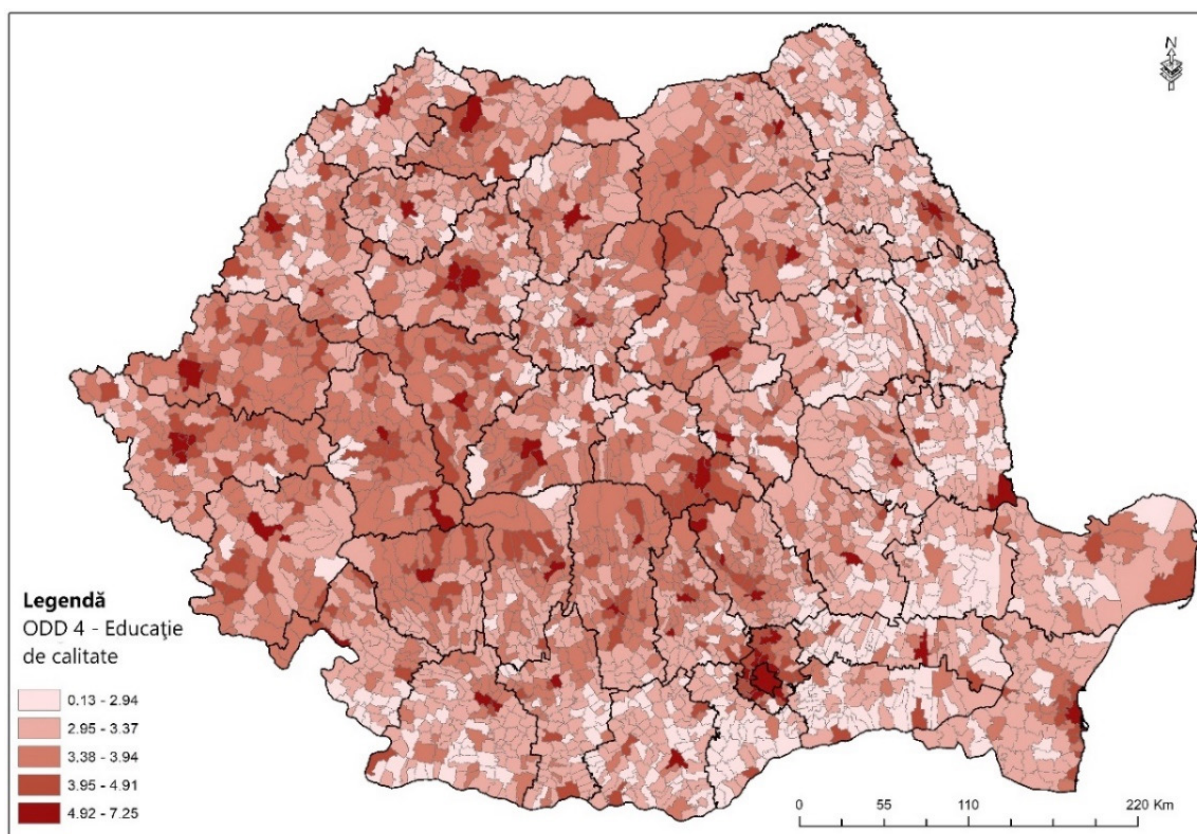 N
Legendă
ODD 4 - Educație
de calitate
0.13 - 2.94
2.95 - 3.37
3.38 - 3.94
3.95 - 4.91
4.92 - 7.25
0 55 110 220 Km